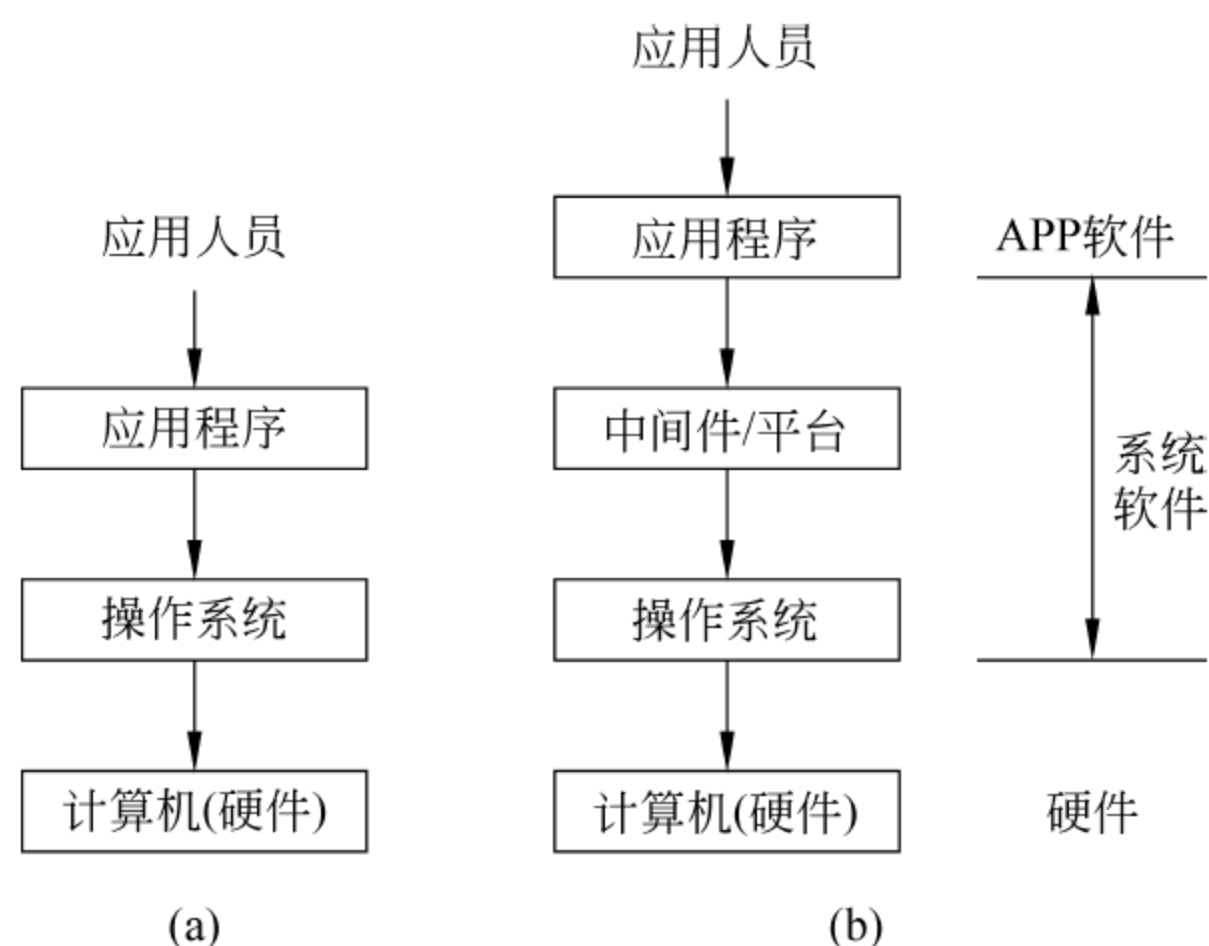 应用人员
应用程序
操作系统
计算机(硬件)
(a)
应用人员
应用程序
中间件/平台
操作系统
计算机(硬件)
(b)
APP软件
系统
软件
硬件